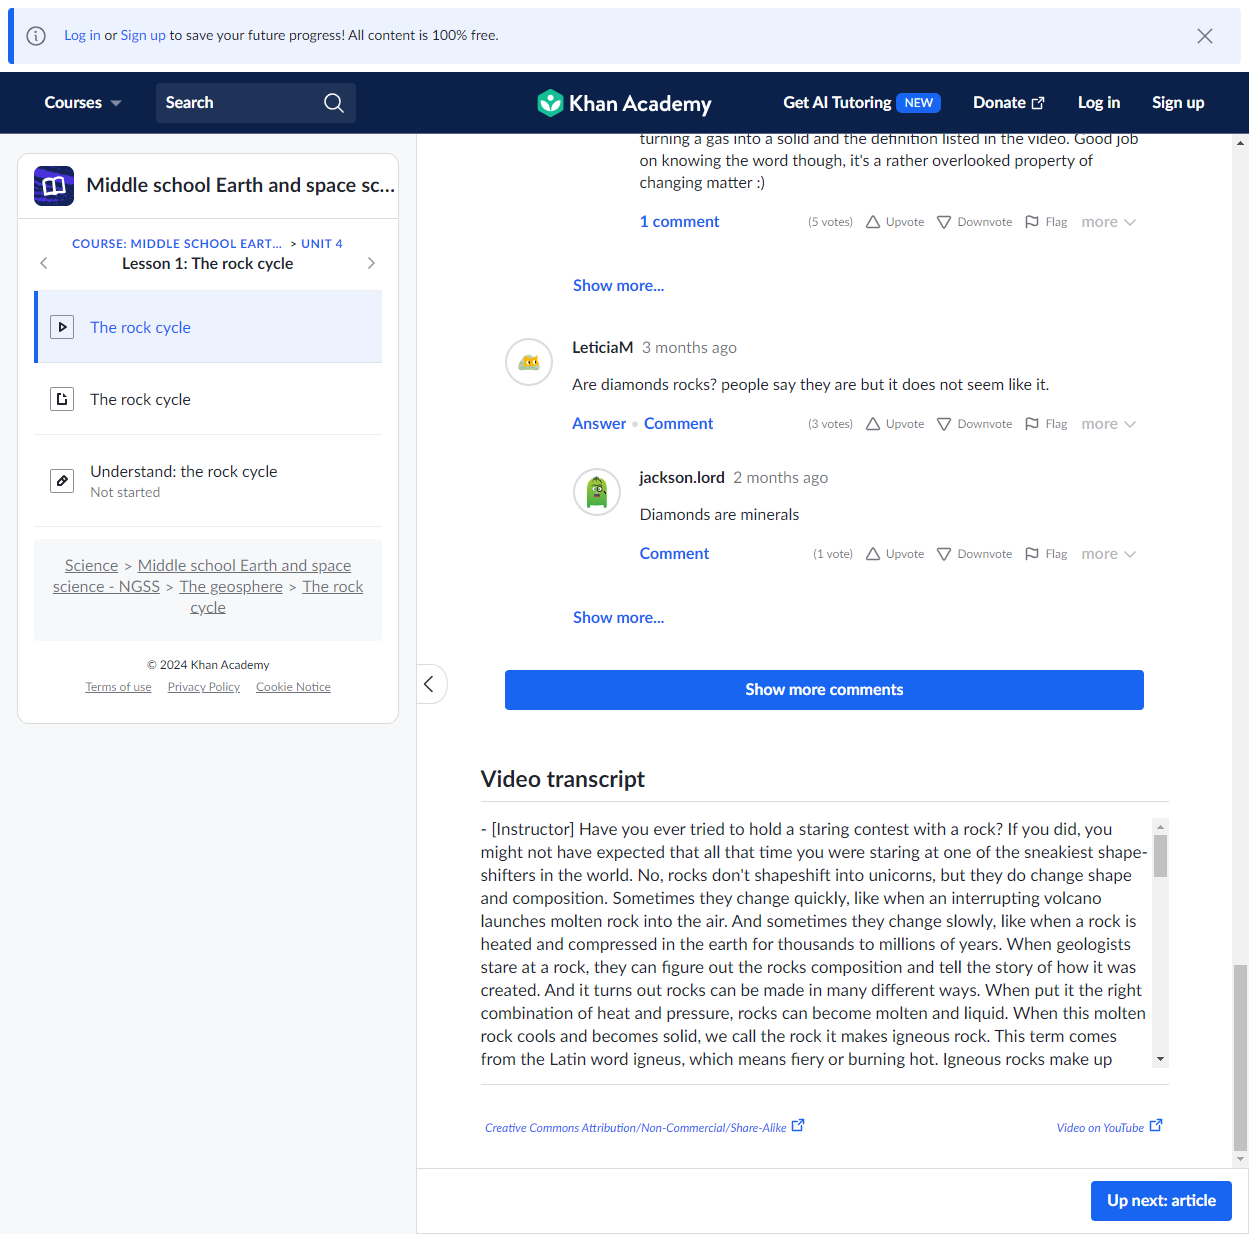 Log in or Sign up to save your future progress! All content is 100% free.
Courses
Search
Khan Academy
Get AI Tutoring NEW
Donate
Log in
Sign up
Middle school Earth and space sc...
COURSE: MIDDLE SCHOOL EART... > UNIT 4
Lesson 1: The rock cycle
The rock cycle
The rock cycle
Understand: the rock cycle
Not started
Science > Middle school Earth and space
science - NGSS > The geosphere > The rock
cycle
© 2024 Khan Academy
Terms of use Privacy Policy Cookie Notice
turning a gas into a solid and the definition listed in the video. Good job
on knowing the word though, it's a rather overlooked property of
changing matter :)
1 comment (5 votes) Upvote Downvote Flag more
Show more...
LeticiaM 3 months ago
Are diamonds rocks? people say they are but it does not seem like it.
Answer • Comment (3 votes) Upvote Downvote Flag more
jackson.lord 2 months ago
Diamonds are minerals
Comment (1 vote) Upvote Downvote Flag more
Show more...
Show more comments
Video transcript
- [Instructor] Have you ever tried to hold a staring contest with a rock? If you did, you
might not have expected that all that time you were staring at one of the sneakiest shape-
shifters in the world. No, rocks don't shapeshift into unicorns, but they do change shape
and composition. Sometimes they change quickly, like when an interrupting volcano
launches molten rock into the air. And sometimes they change slowly, like when a rock is
heated and compressed in the earth for thousands to millions of years. When geologists
stare at a rock, they can figure out the rocks composition and tell the story of how it was
created. And it turns out rocks can be made in many different ways. When put it the right
combination of heat and pressure, rocks can become molten and liquid. When this molten
rock cools and becomes solid, we call the rock it makes igneous rock. This term comes
from the Latin word igneus, which means fiery or burning hot. Igneous rocks make up
Creative Commons Attribution/Non-Commercial/Share-Alike
Video on YouTube
Up next: article